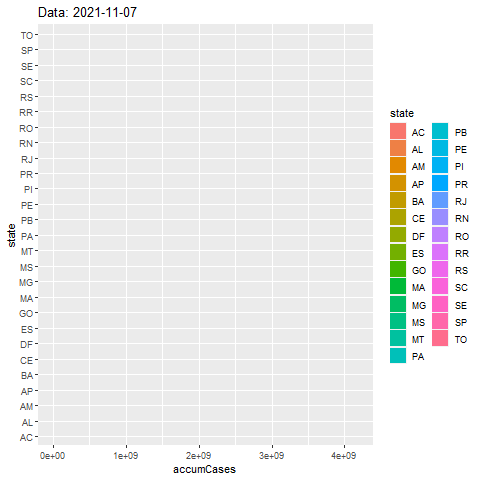 Data: 2021-11-07
state
TO
SP
SE
SC
RS
RR
RO
RN
RJ
PR
PI
PE
PB
PA
MT
MS
MG
MA
GO
ES
DF
CE
BA
AP
AM
AL
AC
0e+00 1e+09 2e+09 3e+09 4e+09
accumCases
state
AC PB
AL PE
AM PI
AP PR
BA RJ
CE RN
DF RO
ES RR
GO RS
MA SC
MG SE
MS SP
MT TO
PA